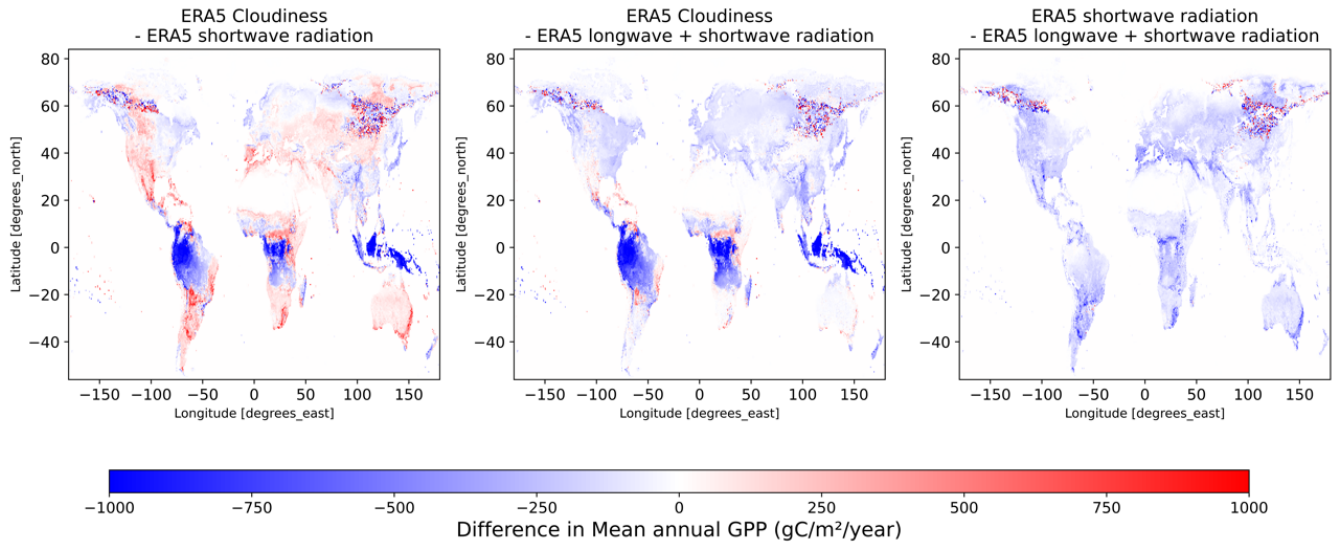 ERA5 Cloudiness
- ERA5 shortwave radiation
ERA5 Cloudiness
- ERA5 longwave + shortwave radiation
ERA5 shortwave radiation
- ERA5 longwave + shortwave radiation
80
60
40
20
0
−20
−40
Latitude [degrees_north]
−150 −100 −50 0 50 100 150
Longitude [degrees_east]
80
60
40
20
0
−20
−40
Latitude [degrees_north]
−150 −100 −50 0 50 100 150
Longitude [degrees_east]
80
60
40
20
0
−20
−40
Latitude [degrees_north]
−150 −100 −50 0 50 100 150
Longitude [degrees_east]
−1000 −750 −500 −250 0 250 500 750 1000
Difference in Mean annual GPP (gC/m²/year)